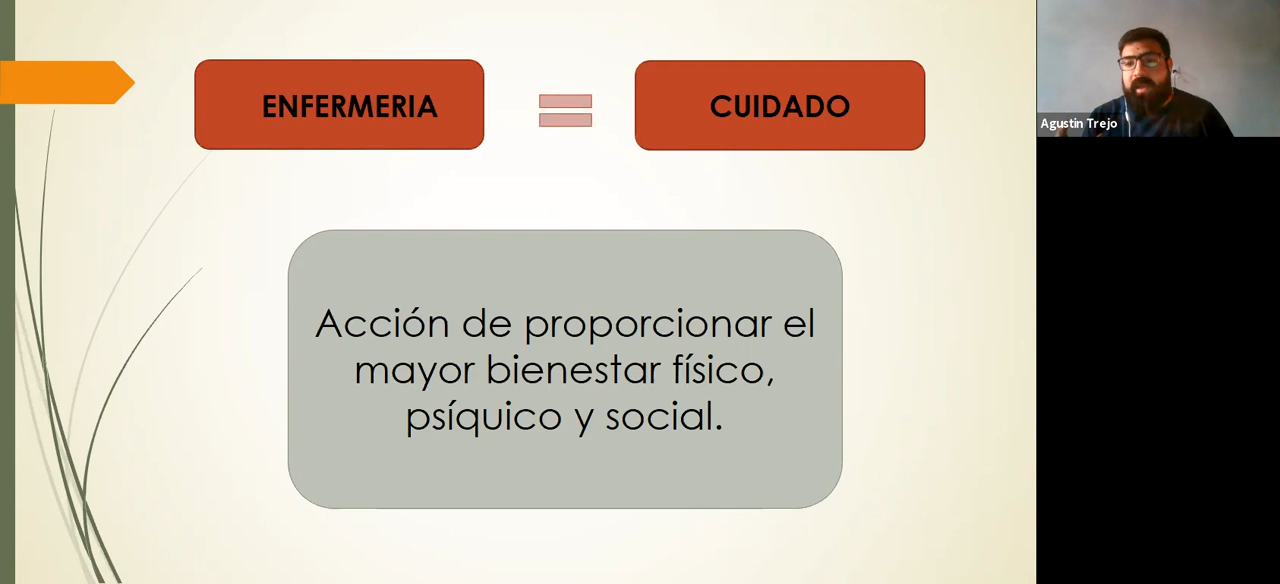 ENFERMERIA
CUIDADO
Acción de proporcionar el
mayor bienestar físico,
psíquico y social.
Agustin Trejo